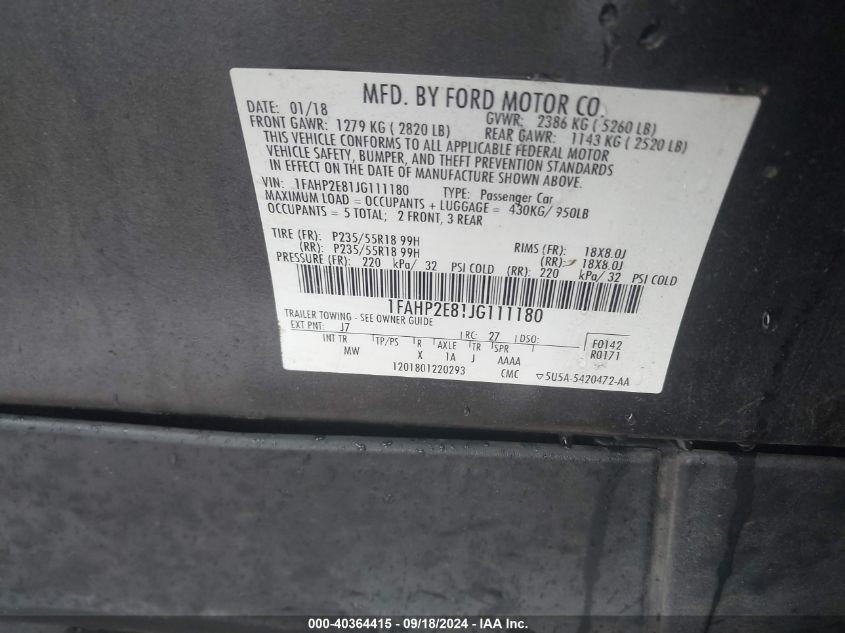 MFD. BY FORD MOTOR CO.
DATE: 01/18 GVWR: 2386 KG ( 5260 LB)
FRONT GAWR: 1279 KG ( 2820 LB) REAR GAWR: 1143 KG ( 2520 LB)
THIS VEHICLE CONFORMS TO ALL APPLICABLE FEDERAL MOTOR
VEHICLE SAFETY, BUMPER, AND THEFT PREVENTION STANDARDS
IN EFFECT ON THE DATE OF MANUFACTURE SHOWN ABOVE.
VIN: 1FAHP2E81JG111180 TYPE: Passenger Car
MAXIMUM LOAD = OCCUPANTS + LUGGAGE = 430KG/ 950LB
OCCUPANTS = 5 TOTAL; 2 FRONT, 3 REAR
TIRE (FR): P235/55R18 99H RIMS (FR): 18X8.0J
(RR): P235/55R18 99H (RR): 18X8.0J
PRESSURE (FR): 220 kPa/ 32 PSI COLD (RR): 220 kPa/ 32 PSI COLD
1FAHP2E81JG111180
TRAILER TOWING - SEE OWNER GUIDE
EXT PNT: J7 RC: 27 DSO: F0142
INT TR TP/PS R AXLE TR SPR R0171
MW X 1A J AAAA
1201801220293 CMC ▽5U5A-5420472-AA
000-40364415 - 09/18/2024 - IAA Inc.